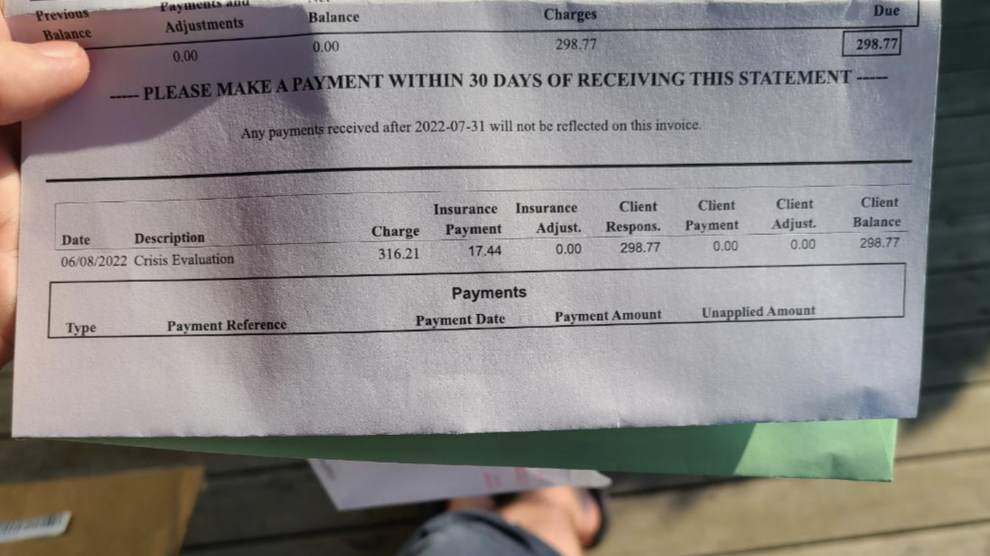 Previous Payments and
Balance Adjustments Balance Charges Due
0.00 0.00 298.77 298.77
----- PLEASE MAKE A PAYMENT WITHIN 30 DAYS OF RECEIVING THIS STATEMENT -----
Any payments received after 2022-07-31 will not be reflected on this invoice.
Insurance Insurance Client Client Client Client
Date Description Charge Payment Adjust. Respons. Payment Adjust. Balance
06/08/2022 Crisis Evaluation 316.21 17.44 0.00 298.77 0.00 0.00 298.77
Payments
Type Payment Reference Payment Date Payment Amount Unapplied Amount